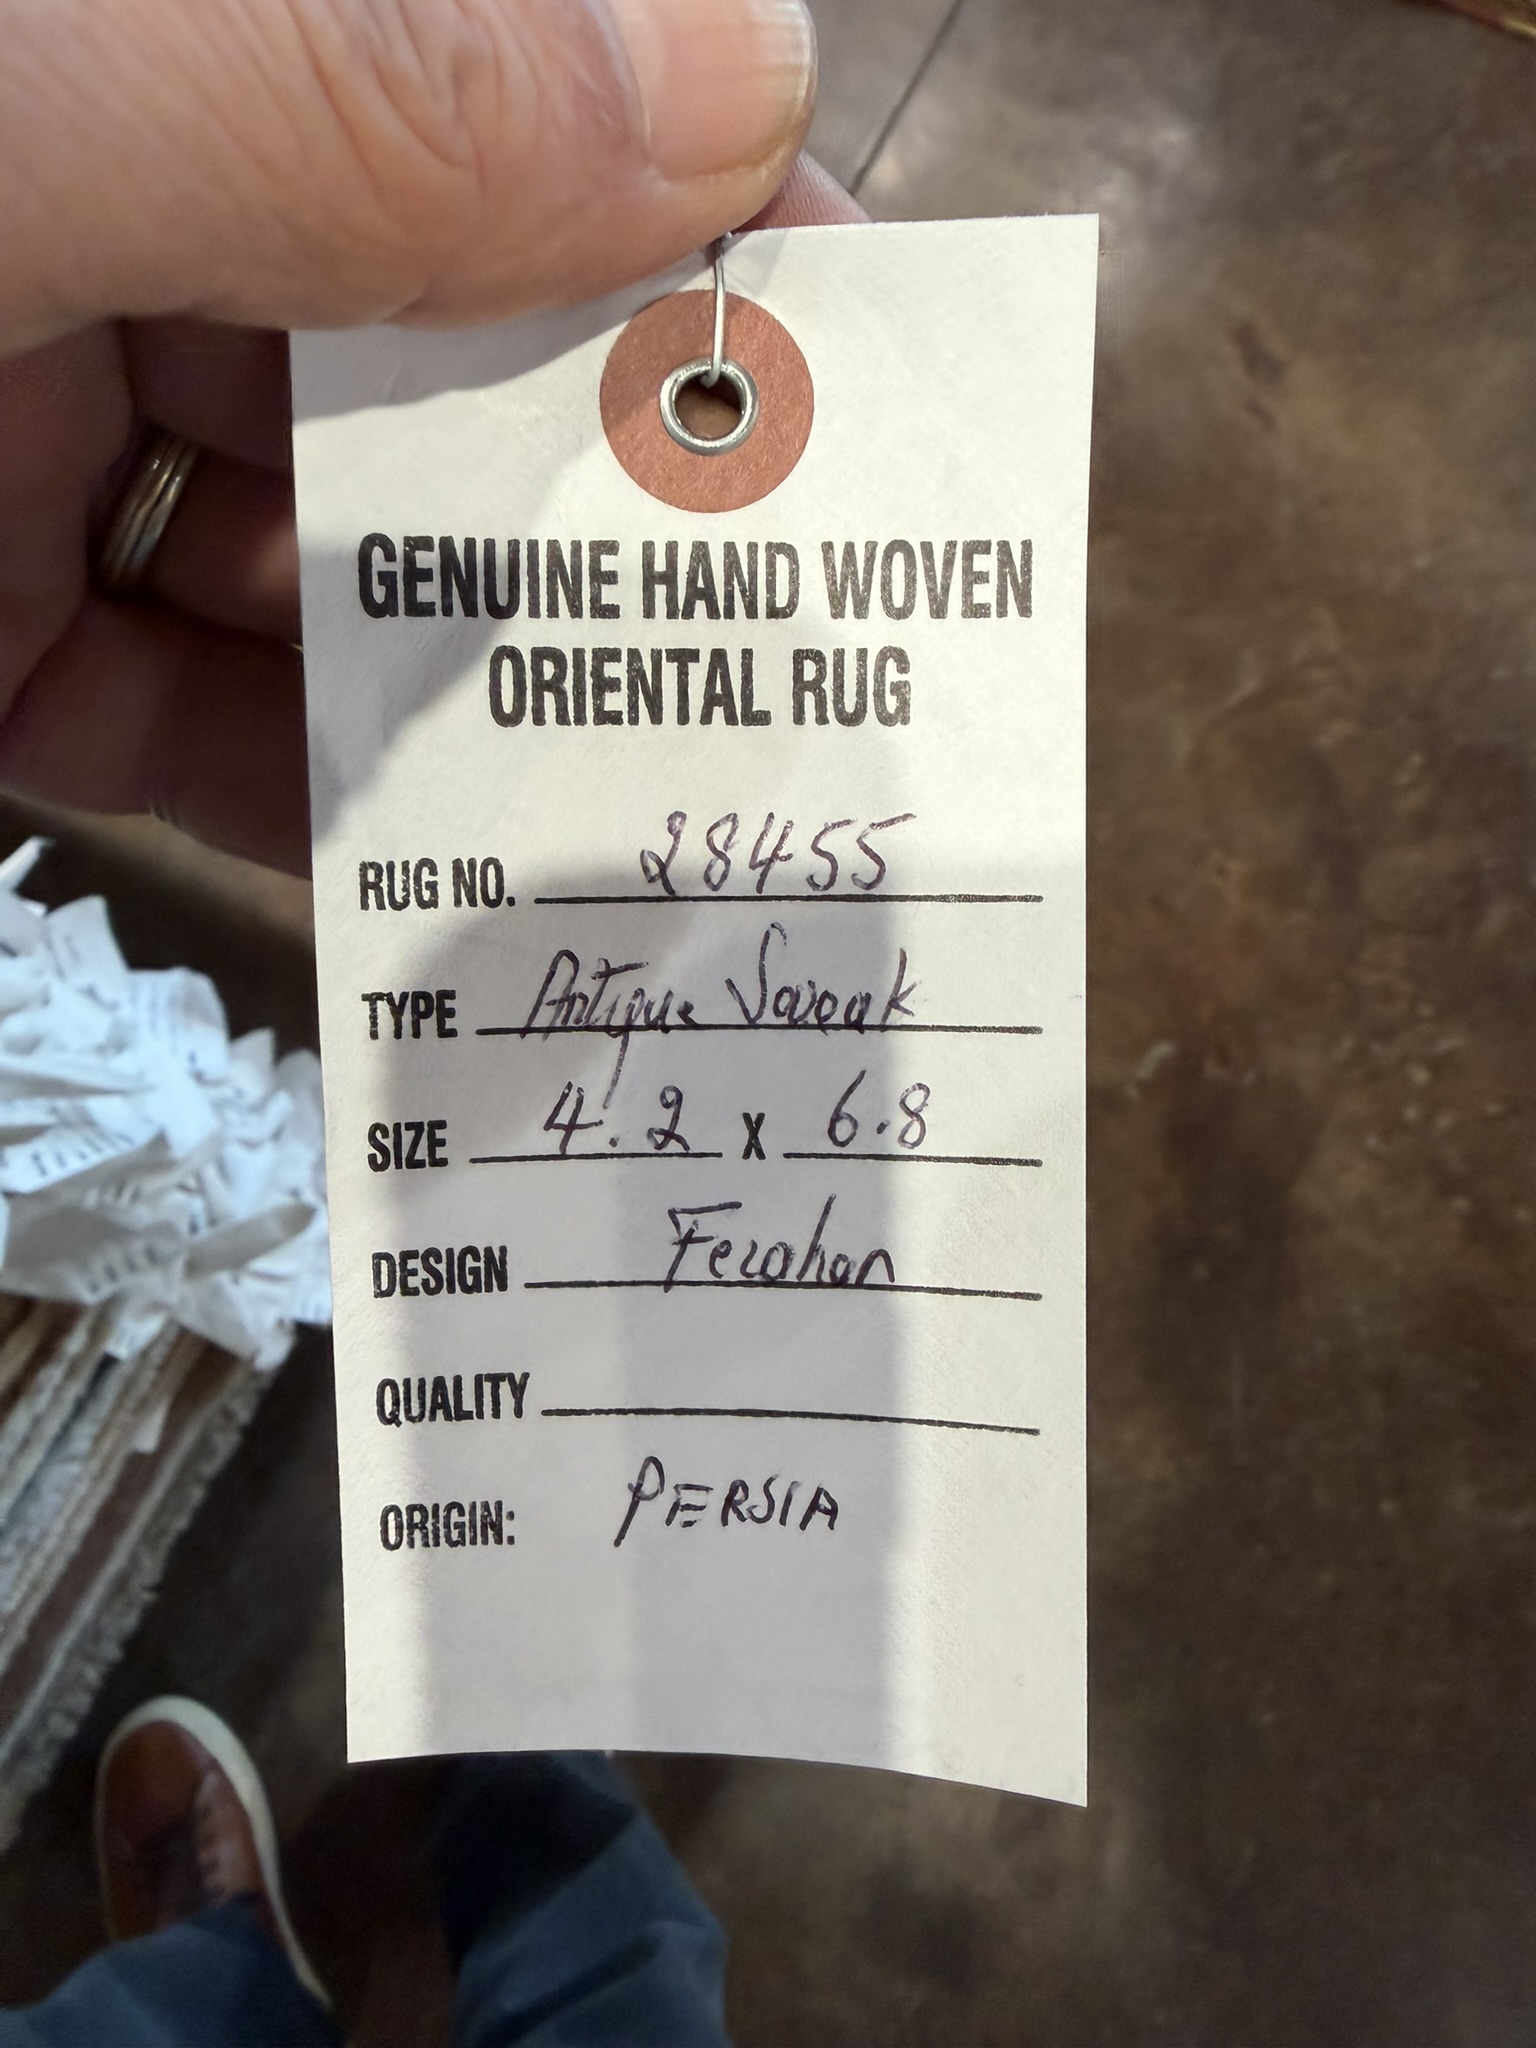 GENUINE HAND WOVEN
ORIENTAL RUG
RUG NO. 28455
TYPE Antique Savoak
SIZE 4.2 X 6.8
DESIGN Ferahan
QUALITY
ORIGIN: PERSIA